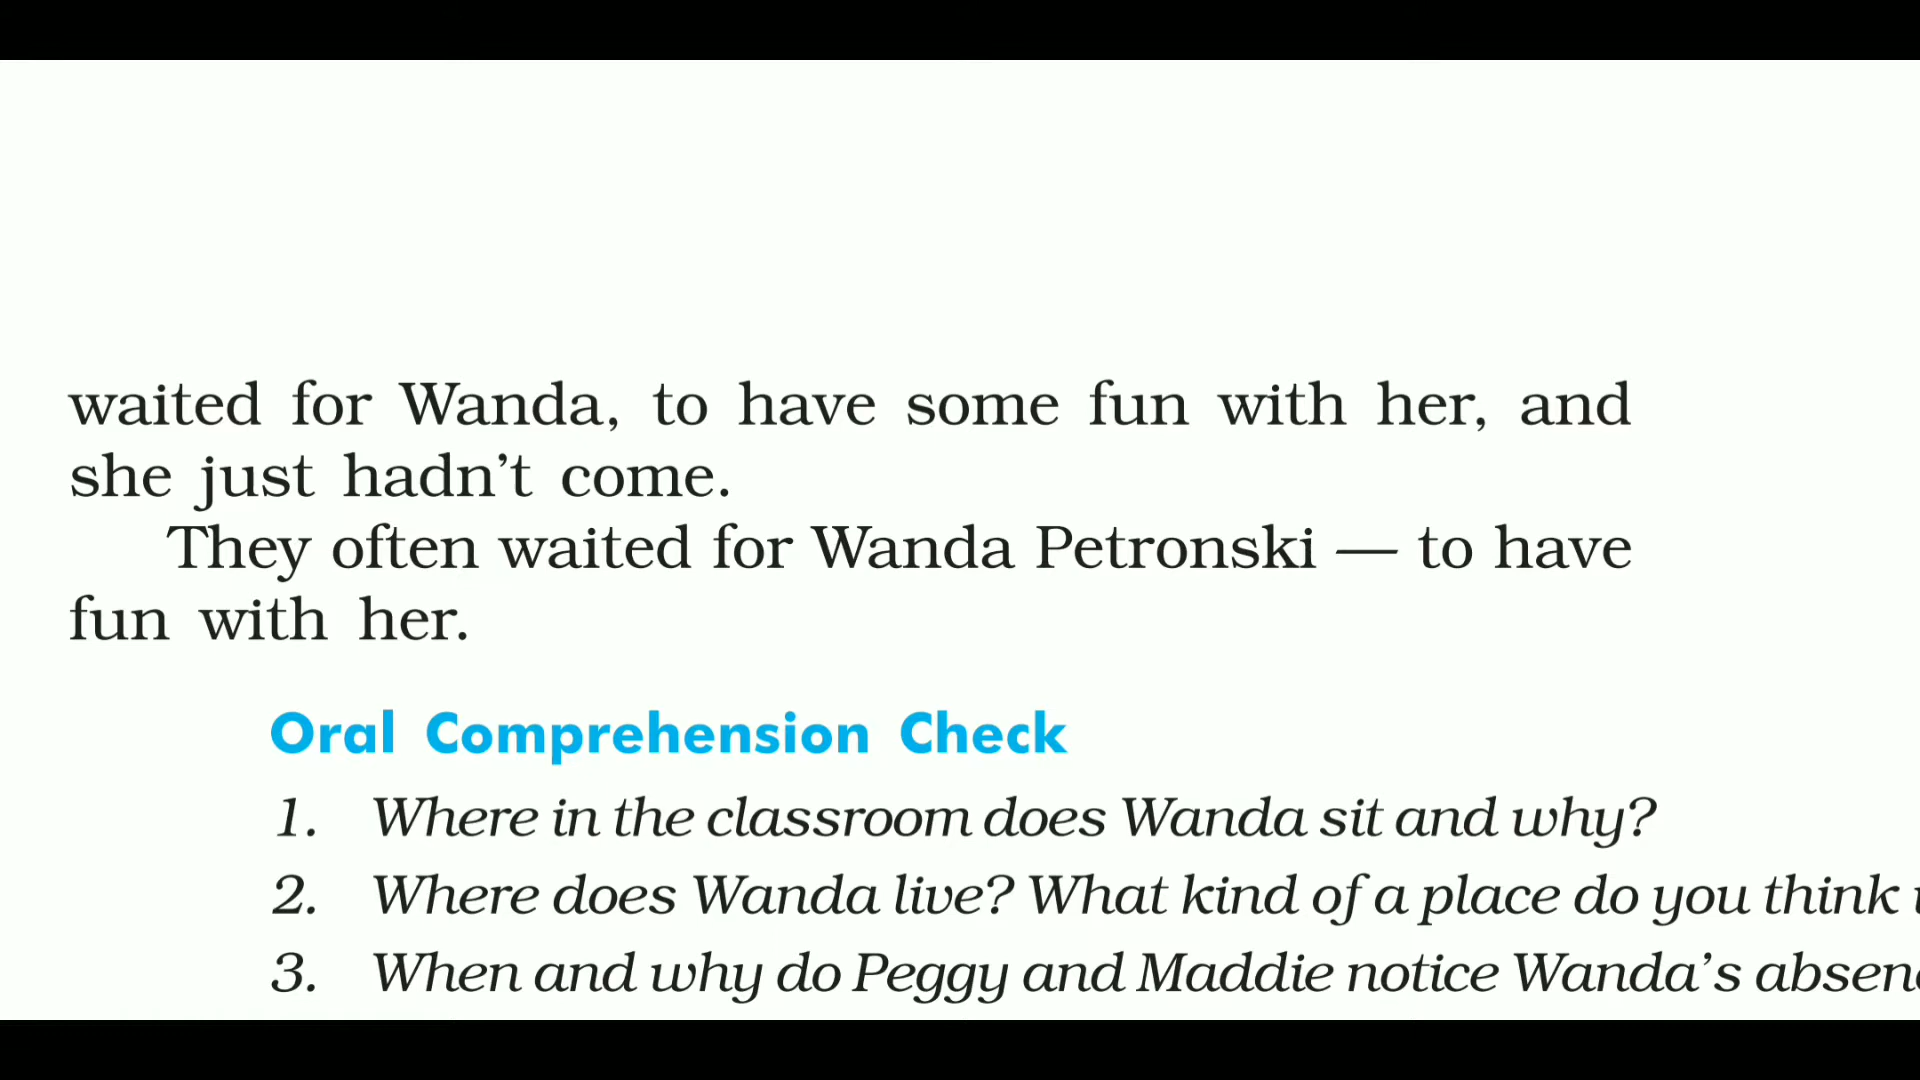 waited for Wanda, to have some fun with her, and
she just hadn’t come.
They often waited for Wanda Petronski — to have
fun with her.
Oral Comprehension Check
1. Where in the classroom does Wanda sit and why?
2. Where does Wanda live? What kind of a place do you think
3. When and why do Peggy and Maddie notice Wanda’s